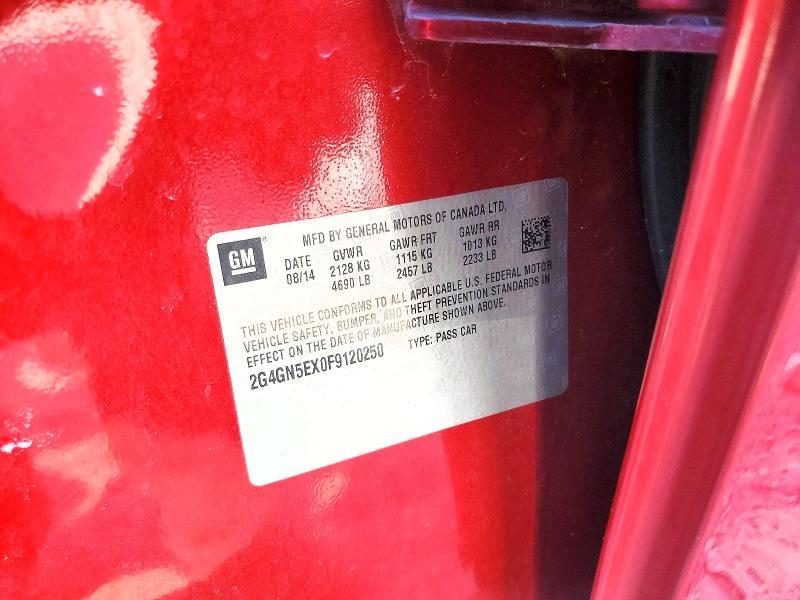 GM
MFD BY GENERAL MOTORS OF CANADA LTD.
DATE GVWR GAWR FRT GAWR RR
08/14 2128 KG 1115 KG 1013 KG
4690 LB 2457 LB 2233 LB
THIS VEHICLE CONFORMS TO ALL APPLICABLE U.S. FEDERAL MOTOR
VEHICLE SAFETY, BUMPER, AND THEFT PREVENTION STANDARDS IN
EFFECT ON THE DATE OF MANUFACTURE SHOWN ABOVE.
2G4GN5EX0F9120250 TYPE: PASS CAR